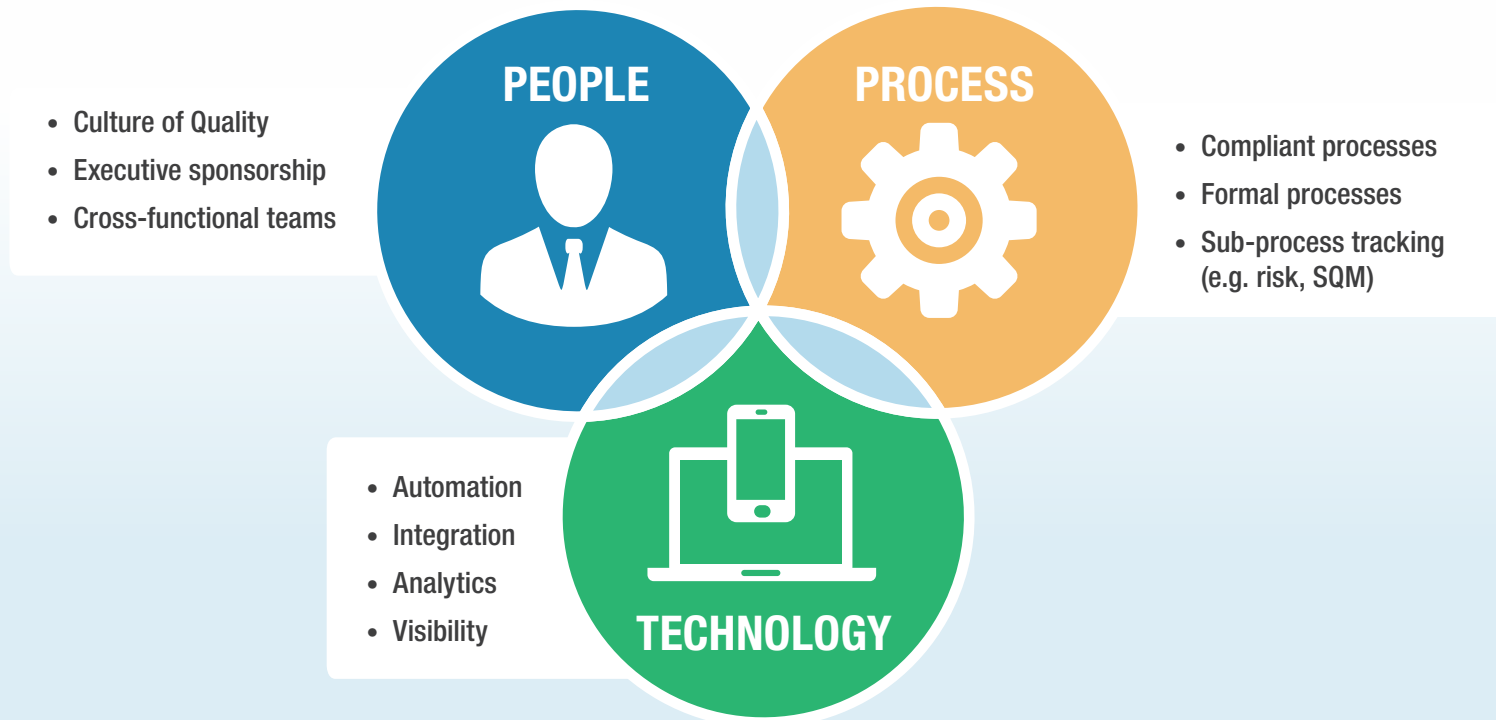 PEOPLE
• Culture of Quality
• Executive sponsorship
• Cross-functional teams
PROCESS
• Compliant processes
• Formal processes
• Sub-process tracking
(e.g. risk, SQM)
• Automation
• Integration
• Analytics
• Visibility
TECHNOLOGY